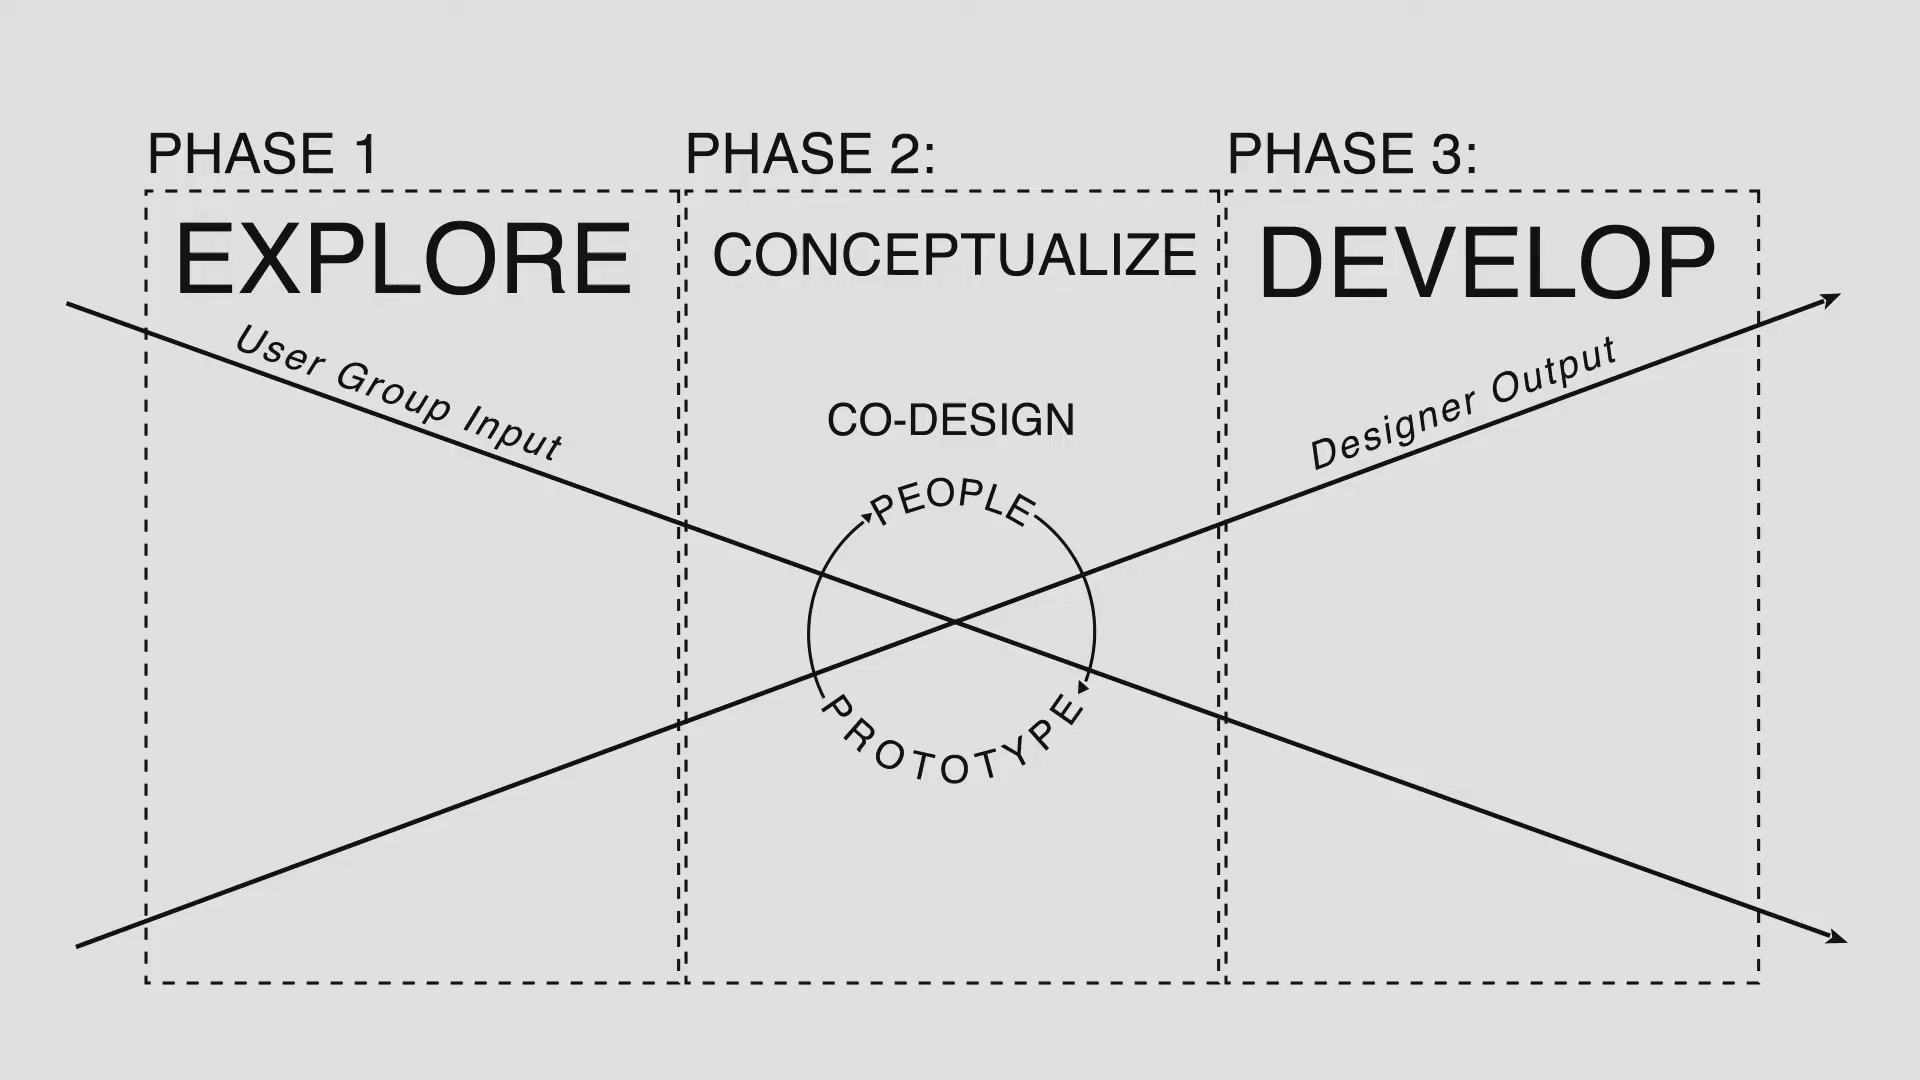 PHASE 1
PHASE 2:
PHASE 3:
EXPLORE
CONCEPTUALIZE
DEVELOP
User Group Input
Designer Output
CO-DESIGN
PEOPLE
PROTOTYPE